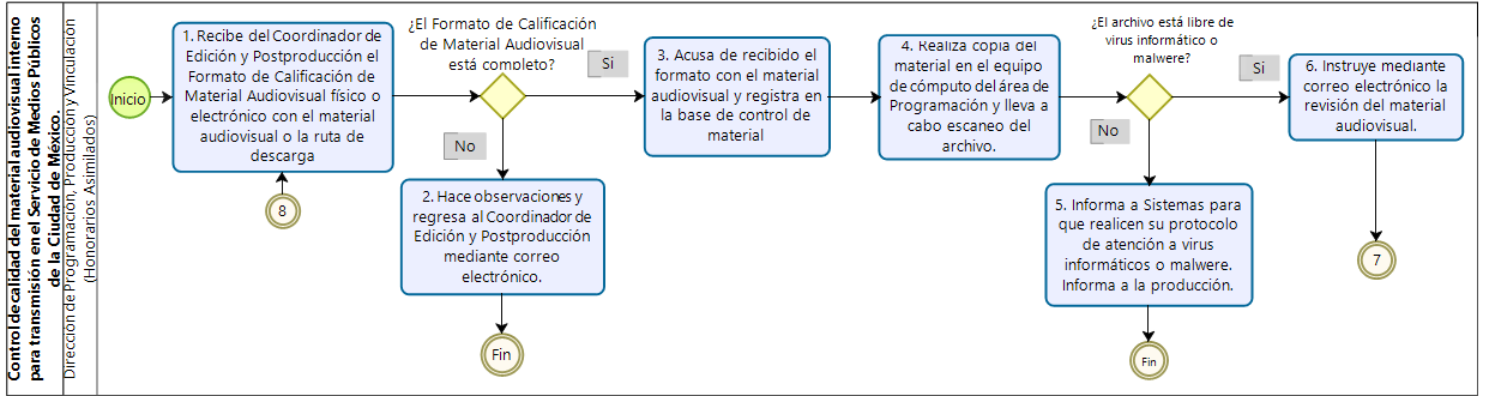 Control de calidad del material audiovisual interno
para transmisión en el Servicio de Medios Públicos
de la Ciudad de México.
Dirección de Programación, Producción y Vinculación
(Honorarios Asimilados)
Inicio
1. Recibe del Coordinador de
Edición y Postproducción el
Formato de Calificación de
Material Audiovisual físico o
electrónico con el material
audiovisual o la ruta de
descarga
8
¿El Formato de Calificación
de Material Audiovisual
está completo?
Si
No
2. Hace observaciones y
regresa al Coordinador de
Edición y Postproducción
mediante correo
electrónico.
Fin
3. Acusa de recibido el
formato con el material
audiovisual y registra en
la base de control de
material
4. Realiza copia del
material en el equipo
de cómputo del área de
Programación y lleva a
cabo escaneo del
archivo.
¿El archivo está libre de
virus informático o
malwere?
Si
No
5. Informa a Sistemas para
que realicen su protocolo
de atención a virus
informáticos o malwere.
Informa a la producción.
Fin
6. Instruye mediante
correo electrónico la
revisión del material
audiovisual.
7